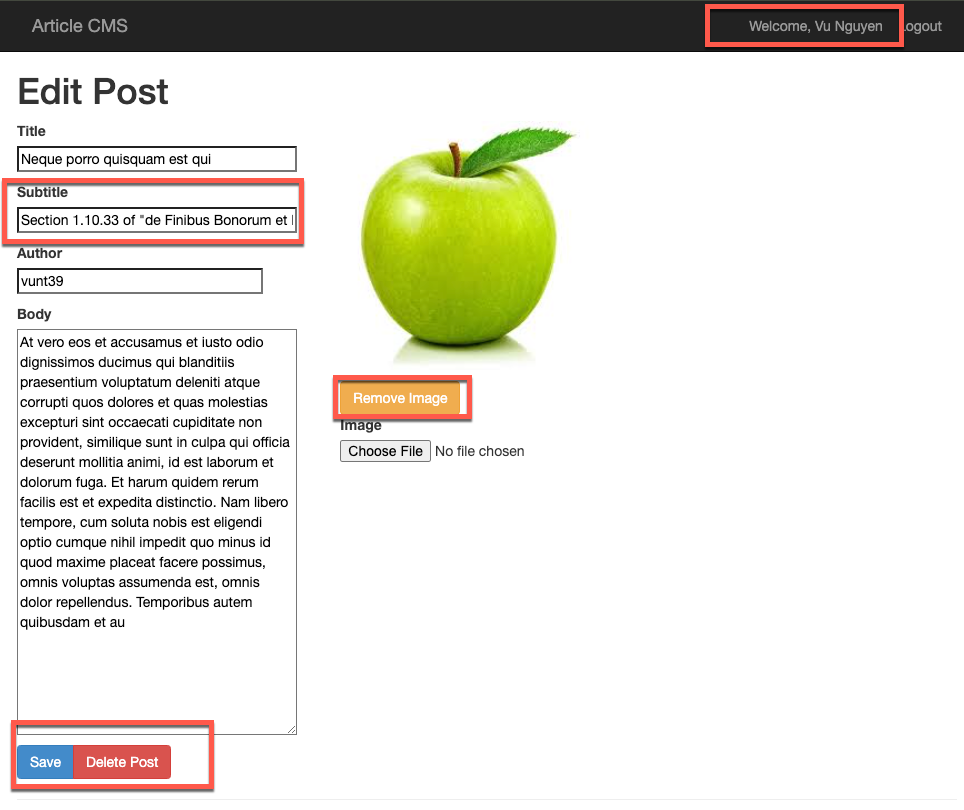 Article CMS
Welcome, Vu Nguyen
ogout
Edit Post
Title
Neque porro quisquam est qui
Subtitle
Section 1.10.33 of "de Finibus Bonorum et
Author
vunt39
Body
At vero eos et accusamus et iusto odio
dignissimos ducimus qui blanditiis
praesentium voluptatum deleniti atque
corrupti quos dolores et quas molestias
excepturi sint occaecati cupiditate non
provident, similique sunt in culpa qui officia
deserunt mollitia animi, id est laborum et
dolorum fuga. Et harum quidem rerum
facilis est et expedita distinctio. Nam libero
tempore, cum soluta nobis est eligendi
optio cumque nihil impedit quo minus id
quod maxime placeat facere possimus,
omnis voluptas assumenda est, omnis
dolor repellendus. Temporibus autem
quibusdam et au
Save
Delete Post
Remove Image
Image
Choose File No file chosen